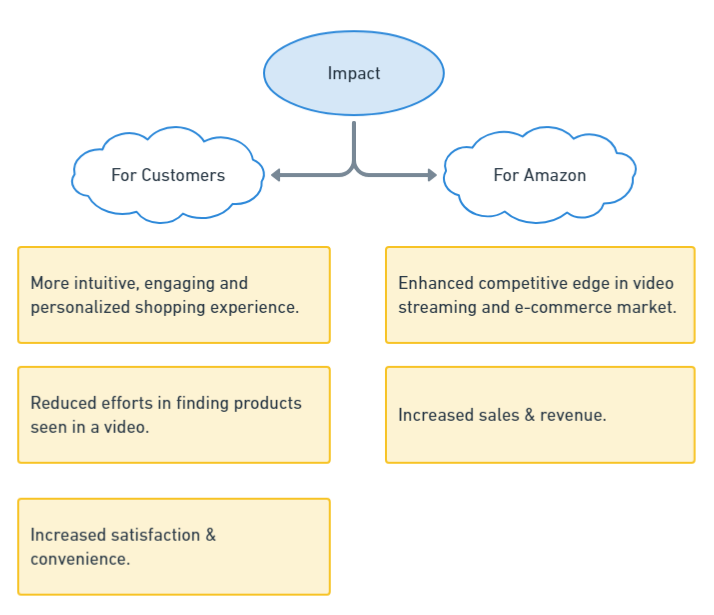 Impact
For Customers
For Amazon
More intuitive, engaging and
personalized shopping experience.
Enhanced competitive edge in video
streaming and e-commerce market.
Reduced efforts in finding products
seen in a video.
Increased sales & revenue.
Increased satisfaction &
convenience.